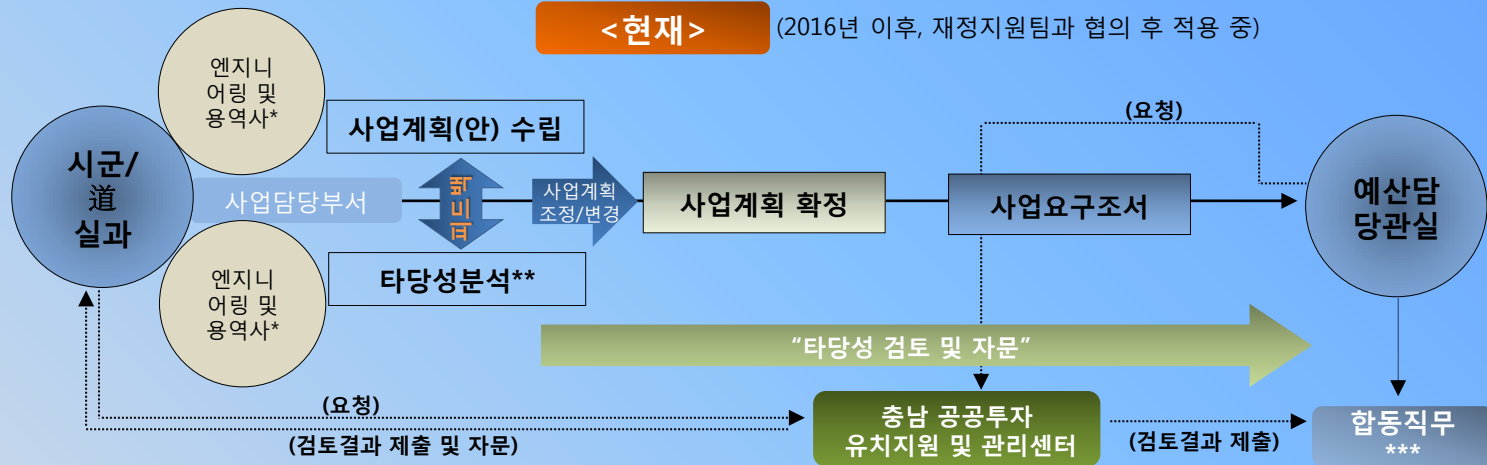 <현재>
(2016년 이후, 재정지원팀과 협의 후 적용 중)
엔지니
어링 및
용역사*
사업계획(안) 수립
(요청)
시군/
道
실과
사업담당부서
피드백
사업계획
조정/변경
사업계획 확정
사업요구조서
예산담
당관실
엔지니
어링 및
용역사*
타당성분석**
“타당성 검토 및 자문”
(요청)
(검토결과 제출 및 자문)
충남 공공투자
유치지원 및 관리센터
(검토결과 제출)
합동직무
***